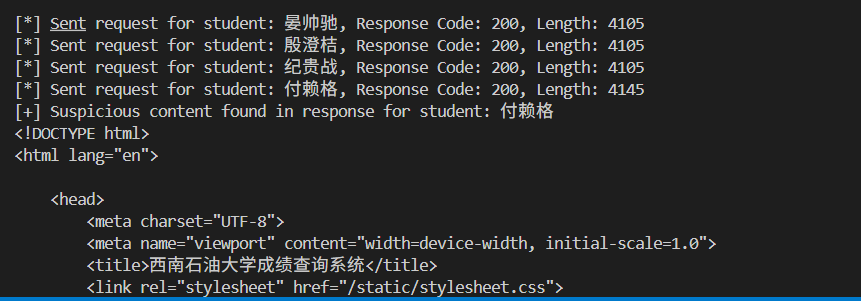 [*] Sent request for student: 晏帅驰, Response Code: 200, Length: 4105
[*] Sent request for student: 殷澄桔, Response Code: 200, Length: 4105
[*] Sent request for student: 纪贵战, Response Code: 200, Length: 4105
[*] Sent request for student: 付赖格, Response Code: 200, Length: 4145
[+] Suspicious content found in response for student: 付赖格
<!DOCTYPE html>
<html lang="en">
<head>
<meta charset="UTF-8">
<meta name="viewport" content="width=device-width, initial-scale=1.0">
<title>西南石油大学成绩查询系统</title>
<link rel="stylesheet" href="/static/stylesheet.css">